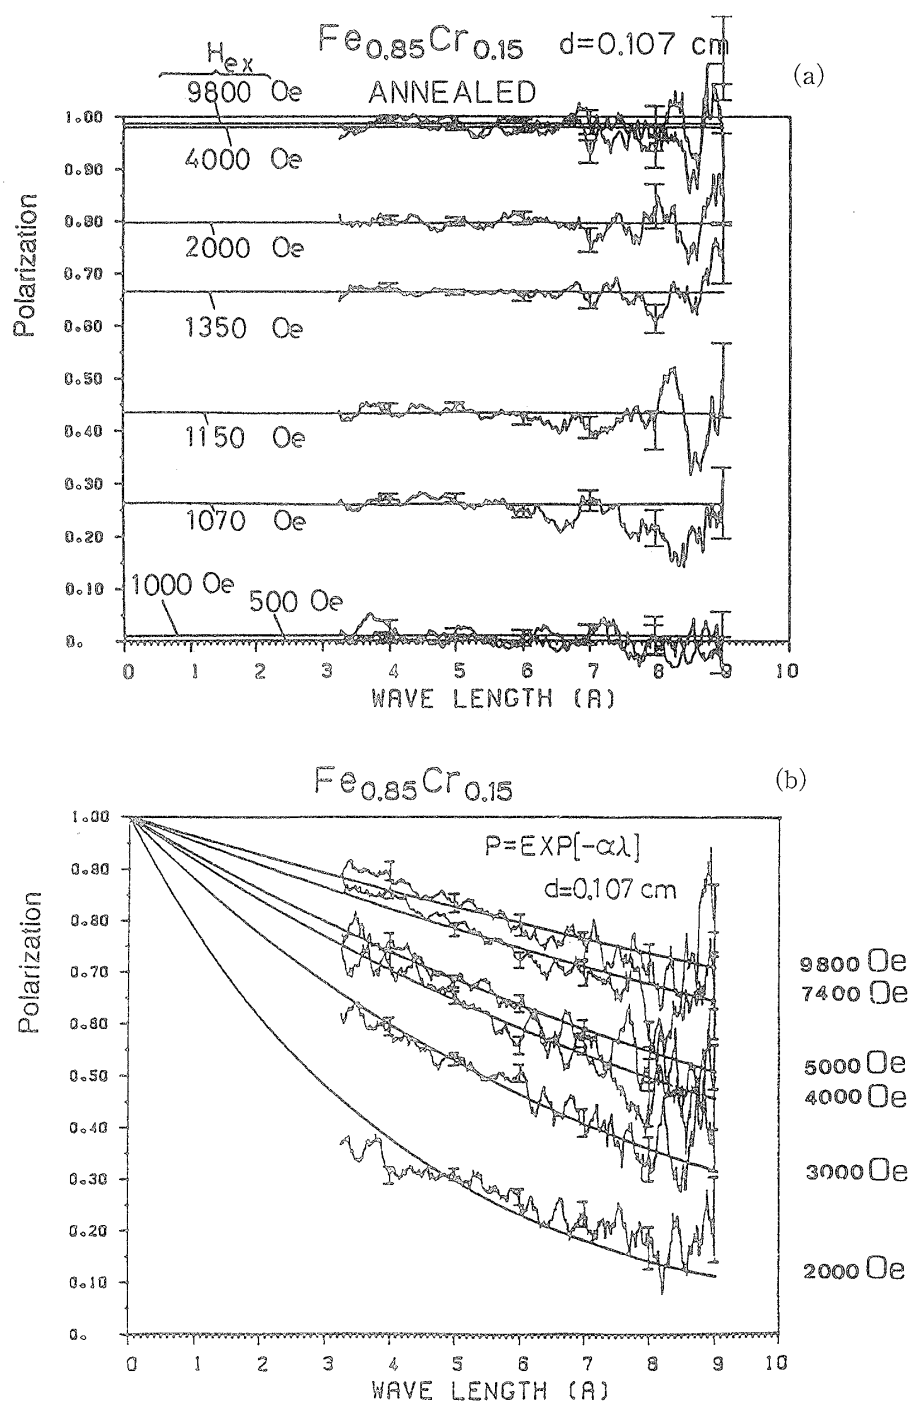 Fe0.85Cr0.15 d=0.107 cm
(a)
Hex
ANNEALED
9800 Oe
4000 Oe
2000 Oe
1350 Oe
1150 Oe
1070 Oe
1000 Oe
500 Oe
Polarization
1.00
0.90
0.80
0.70
0.60
0.50
0.40
0.30
0.20
0.10
0.
0 1 2 3 4 5 6 7 8 9 10
WAVE LENGTH (A)
Fe0.85Cr0.15
(b)
P=EXP[-αλ]
d=0.107 cm
Polarization
1.00
0.90
0.80
0.70
0.60
0.50
0.40
0.30
0.20
0.10
0.
9800 Oe
7400 Oe
5000 Oe
4000 Oe
3000 Oe
2000 Oe
0 1 2 3 4 5 6 7 8 9 10
WAVE LENGTH (A)